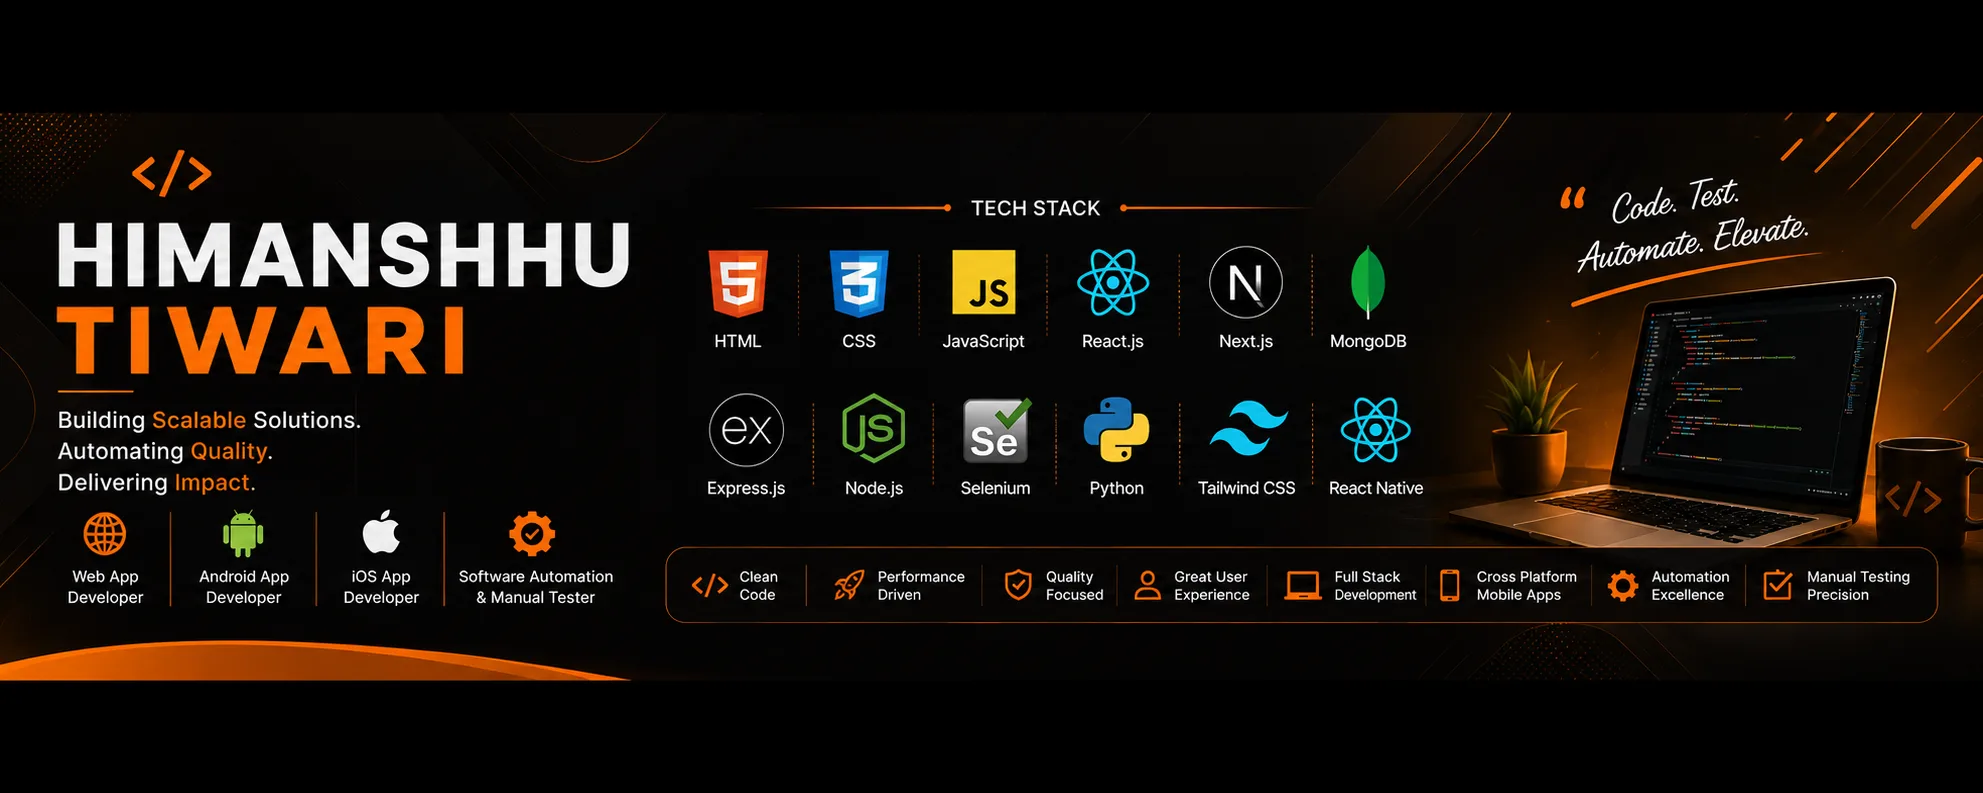 </>
HIMANSHHU
TIWARI
Building Scalable Solutions.
Automating Quality.
Delivering Impact.
Web App
Developer
Android App
Developer
iOS App
Developer
Software Automation
& Manual Tester
TECH STACK
5
HTML
3
CSS
JS
JavaScript
React.js
N
Next.js
MongoDB
ex
Express.js
JS
Node.js
Se
Selenium
Python
Tailwind CSS
React Native
“ Code. Test.
Automate. Elevate.
</>
</>
Clean
Code
Performance
Driven
Quality
Focused
Great User
Experience
Full Stack
Development
Cross Platform
Mobile Apps
Automation
Excellence
Manual Testing
Precision